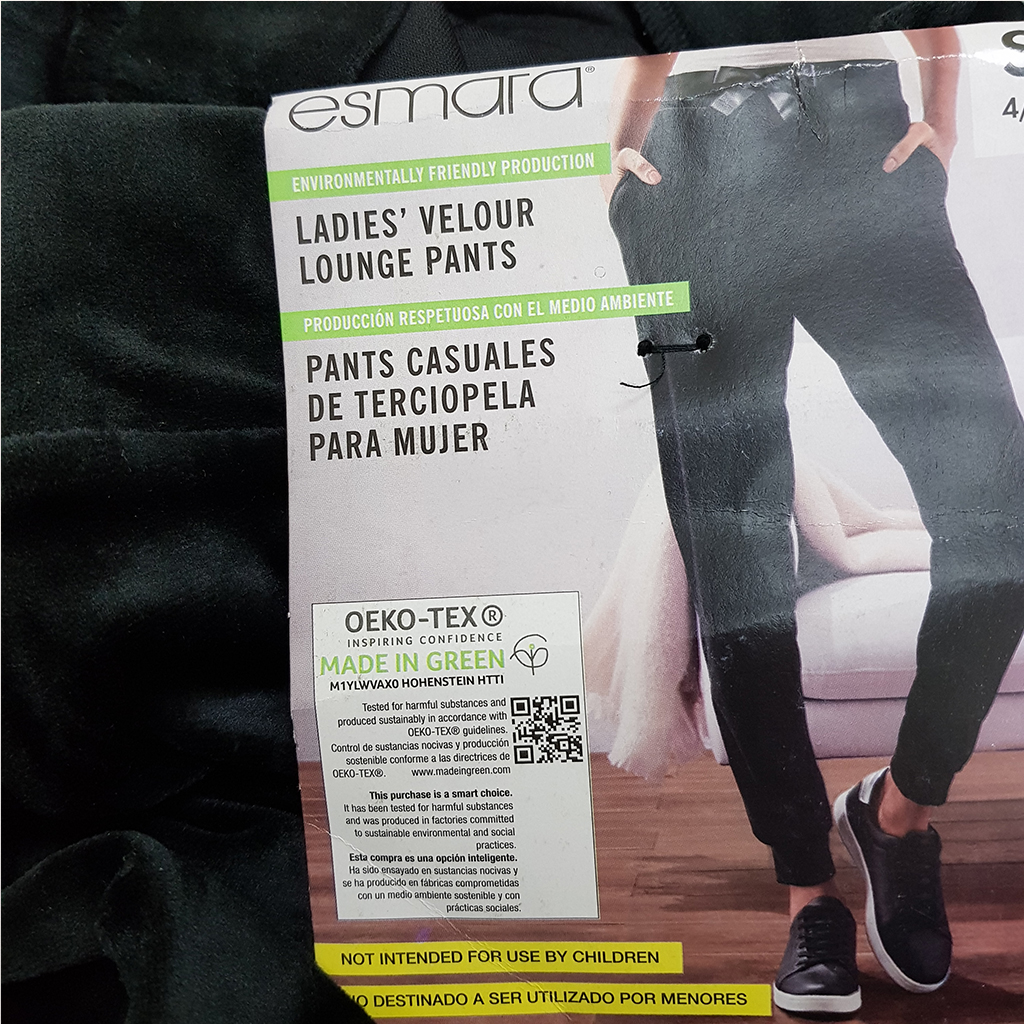 esmara®
S
4/
ENVIRONMENTALLY FRIENDLY PRODUCTION
LADIES' VELOUR
LOUNGE PANTS
PRODUCCIÓN RESPETUOSA CON EL MEDIO AMBIENTE
PANTS CASUALES
DE TERCIOPELA
PARA MUJER
OEKO-TEX®
INSPIRING CONFIDENCE
MADE IN GREEN
M1YLWVAX0 HOHENSTEIN HTTI
Tested for harmful substances and
produced sustainably in accordance with
OEKO-TEX® guidelines.
Control de sustancias nocivas y producción
sostenible conforme a las directrices de
OEKO-TEX®. www.madeingreen.com
This purchase is a smart choice.
It has been tested for harmful substances
and was produced in factories committed
to sustainable environmental and social
practices.
Esta compra es una opción inteligente.
Ha sido ensayado en sustancias nocivas y
se ha producido en fábricas comprometidas
con un medio ambiente sostenible y con
prácticas sociales.
NOT INTENDED FOR USE BY CHILDREN
NO DESTINADO A SER UTILIZADO POR MENORES